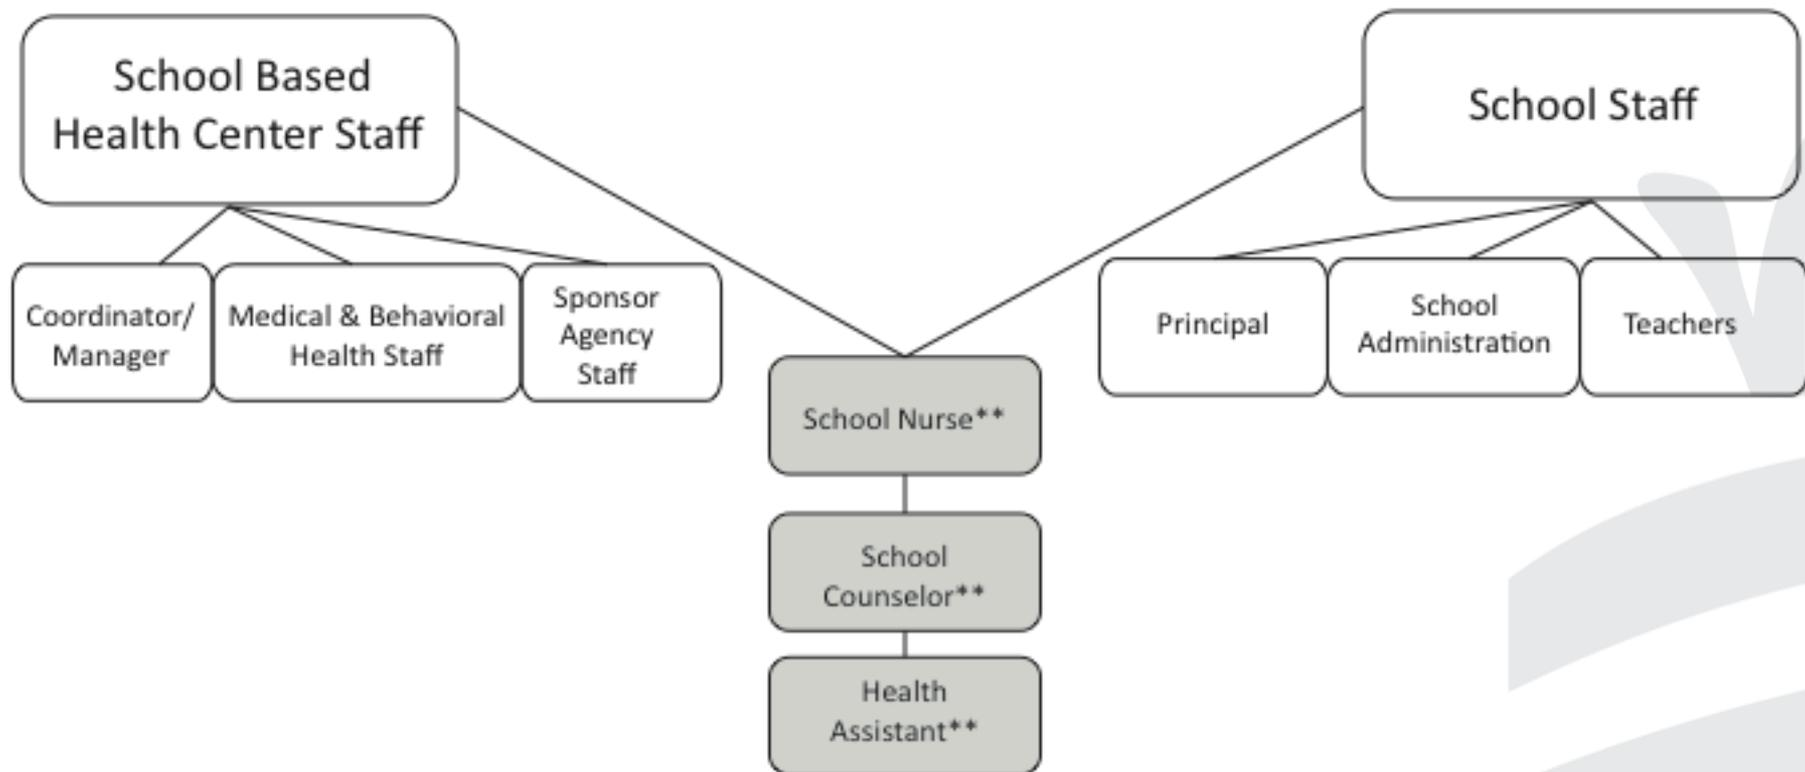 School Based
Health Center Staff
School Staff
Coordinator/
Manager
Medical & Behavioral
Health Staff
Sponsor
Agency
Staff
Principal
School
Administration
Teachers
School Nurse**
School
Counselor**
Health
Assistant**